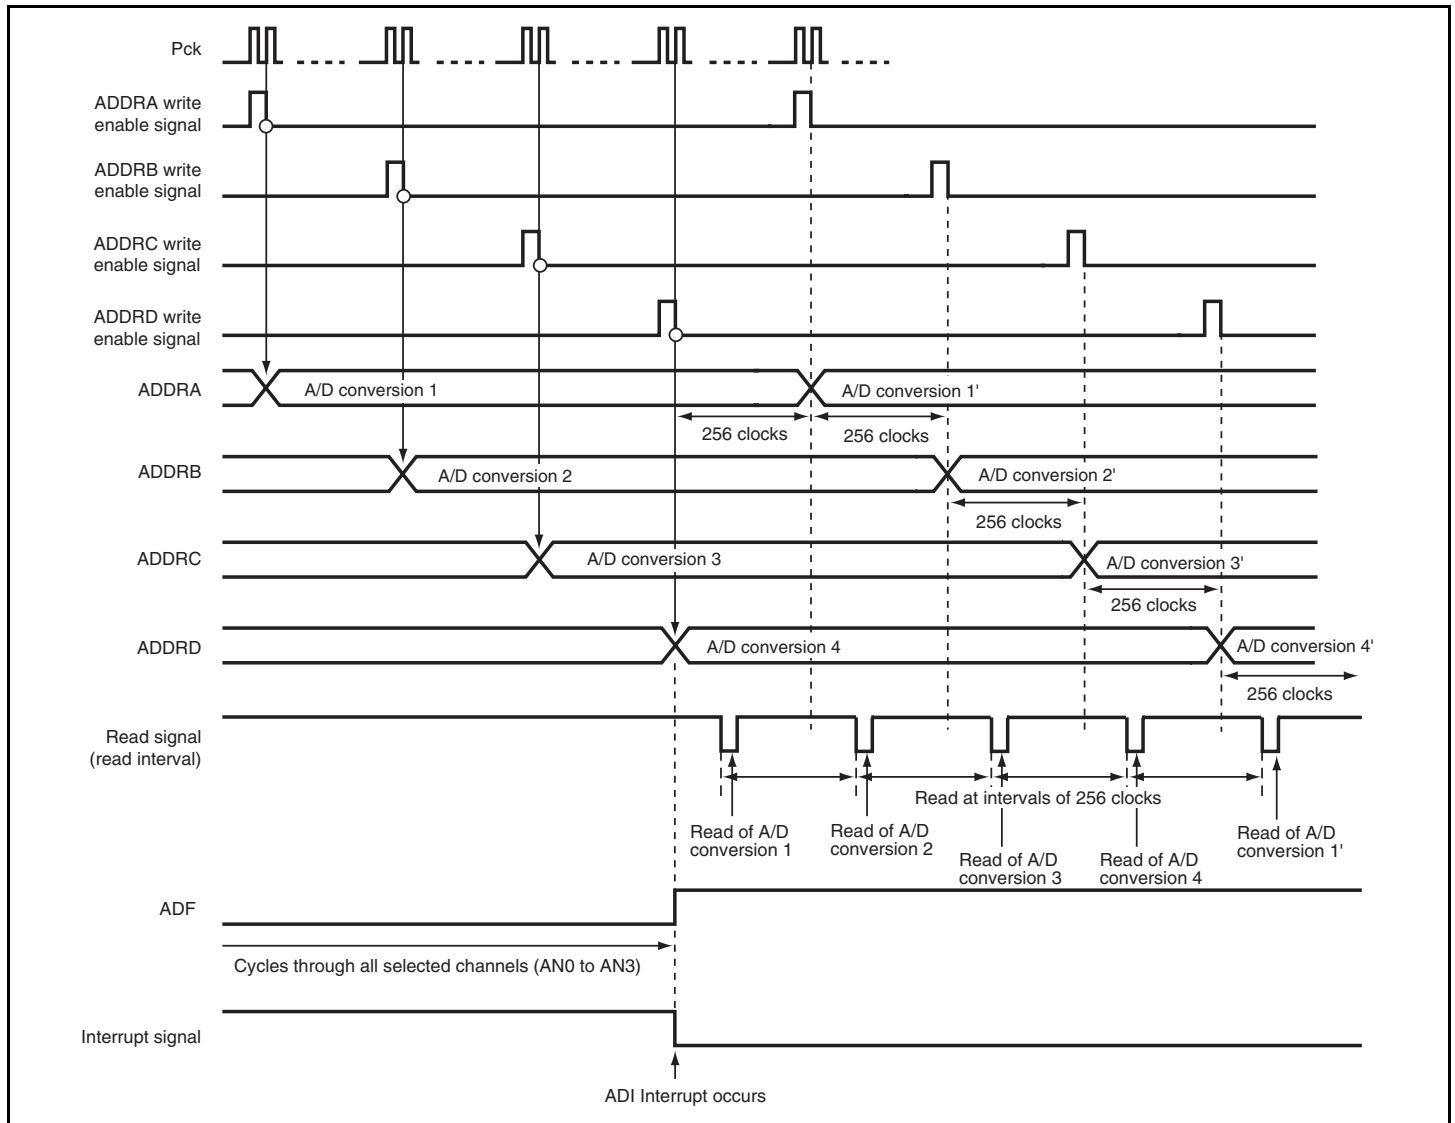 Pck
ADDRA write
enable signal
ADDRB write
enable signal
ADDRC write
enable signal
ADDRD write
enable signal
ADDRA
A/D conversion 1
A/D conversion 1'
256 clocks
256 clocks
ADDRB
A/D conversion 2
A/D conversion 2'
256 clocks
ADDRC
A/D conversion 3
A/D conversion 3'
256 clocks
ADDRD
A/D conversion 4
A/D conversion 4'
256 clocks
Read signal
(read interval)
Read at intervals of 256 clocks
Read of A/D
conversion 1
Read of A/D
conversion 2
Read of A/D
conversion 3
Read of A/D
conversion 4
Read of A/D
conversion 1'
ADF
Cycles through all selected channels (AN0 to AN3)
Interrupt signal
ADI Interrupt occurs